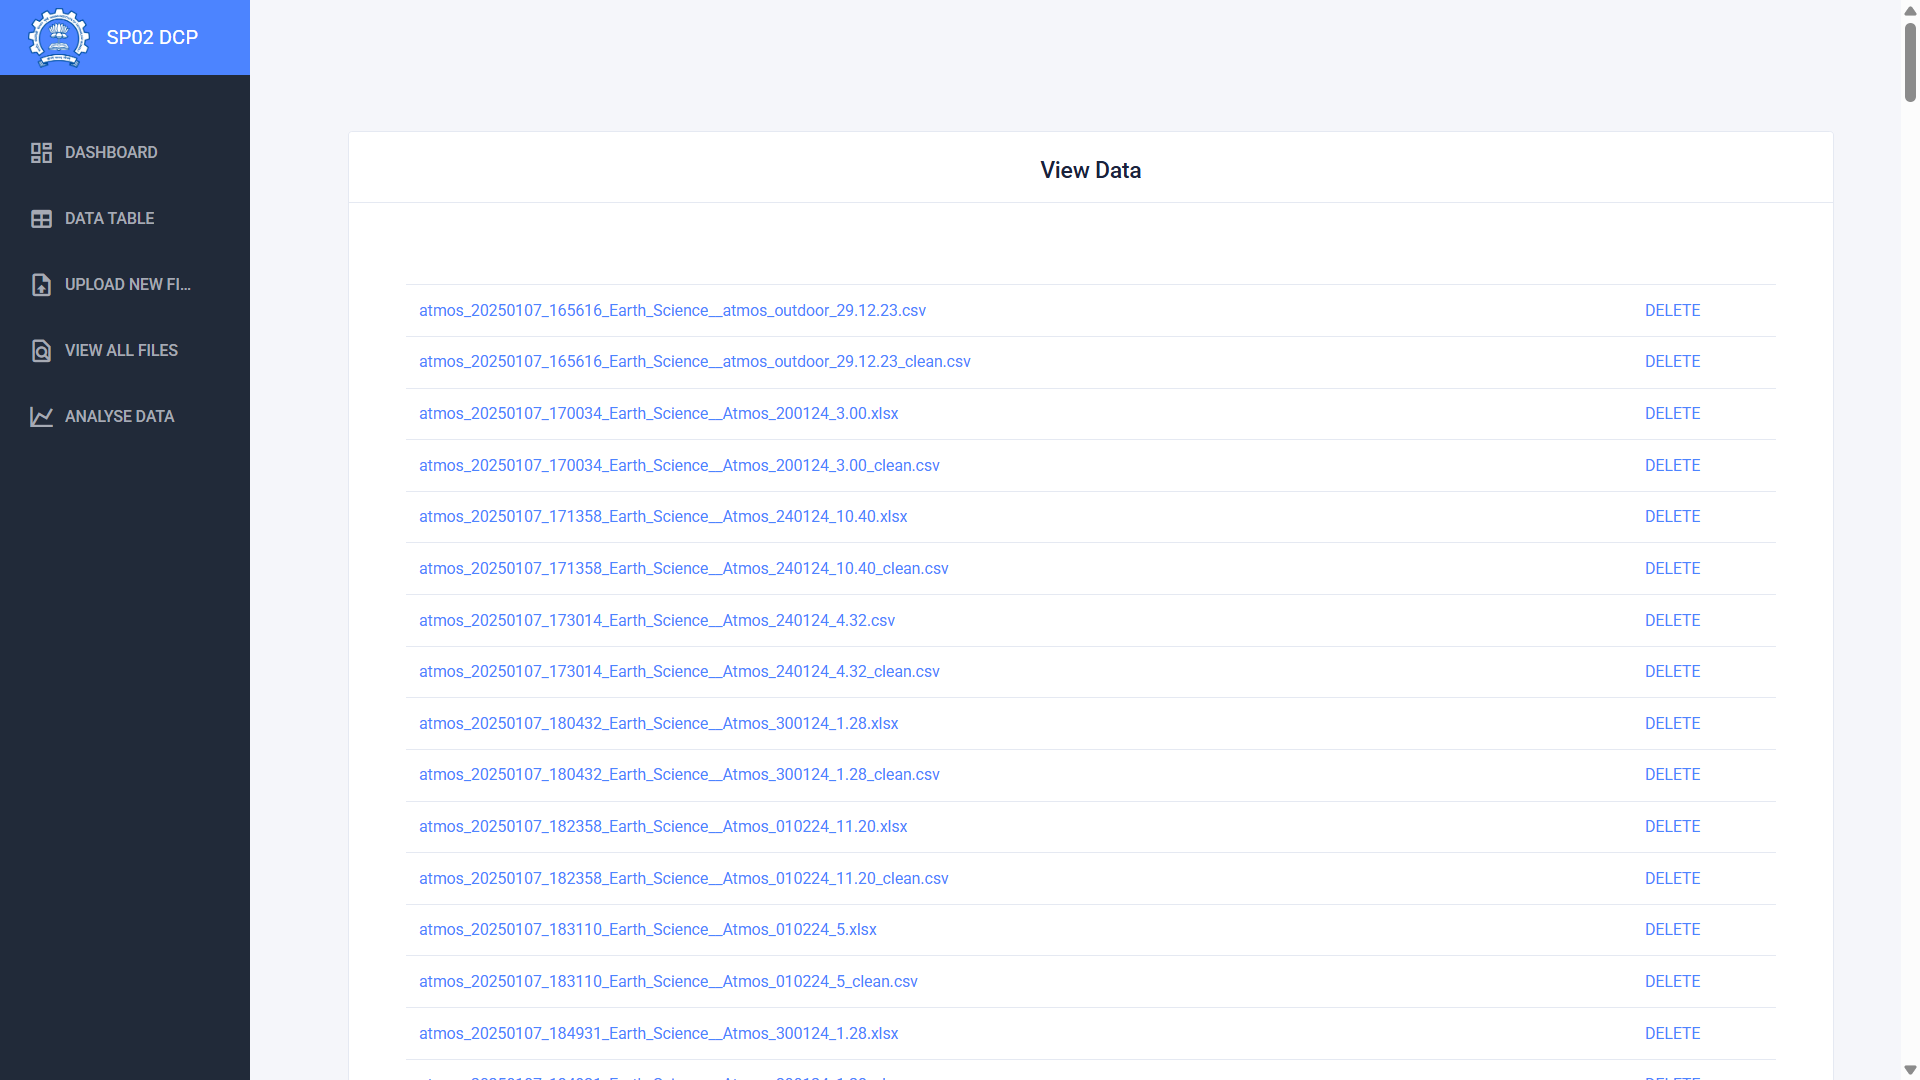 SP02 DCP
DASHBOARD
DATA TABLE
UPLOAD NEW FI...
VIEW ALL FILES
ANALYSE DATA
View Data
atmos_20250107_165616_Earth_Science__atmos_outdoor_29.12.23.csv DELETE
atmos_20250107_165616_Earth_Science__atmos_outdoor_29.12.23_clean.csv DELETE
atmos_20250107_170034_Earth_Science__Atmos_200124_3.00.xlsx DELETE
atmos_20250107_170034_Earth_Science__Atmos_200124_3.00_clean.csv DELETE
atmos_20250107_171358_Earth_Science__Atmos_240124_10.40.xlsx DELETE
atmos_20250107_171358_Earth_Science__Atmos_240124_10.40_clean.csv DELETE
atmos_20250107_173014_Earth_Science__Atmos_240124_4.32.csv DELETE
atmos_20250107_173014_Earth_Science__Atmos_240124_4.32_clean.csv DELETE
atmos_20250107_180432_Earth_Science__Atmos_300124_1.28.xlsx DELETE
atmos_20250107_180432_Earth_Science__Atmos_300124_1.28_clean.csv DELETE
atmos_20250107_182358_Earth_Science__Atmos_010224_11.20.xlsx DELETE
atmos_20250107_182358_Earth_Science__Atmos_010224_11.20_clean.csv DELETE
atmos_20250107_183110_Earth_Science__Atmos_010224_5.xlsx DELETE
atmos_20250107_183110_Earth_Science__Atmos_010224_5_clean.csv DELETE
atmos_20250107_184931_Earth_Science__Atmos_300124_1.28.xlsx DELETE